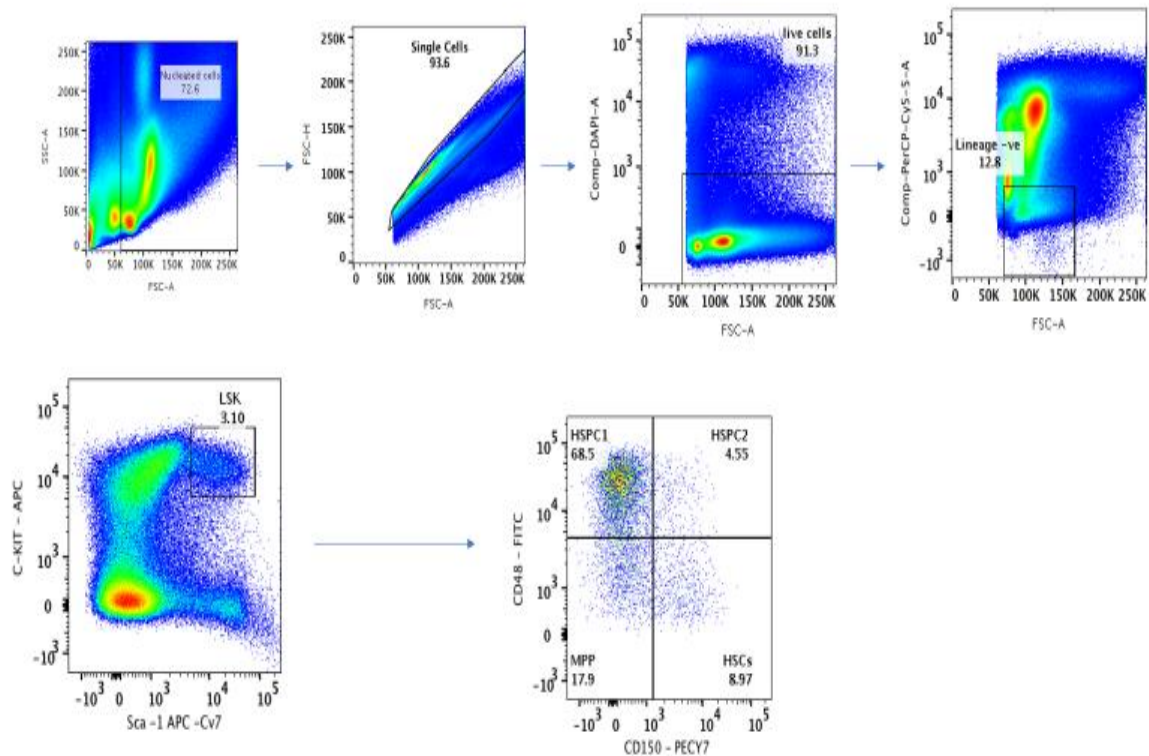 250K
200K
150K
100K
50K
0
SSC-A
Nucleated cells
72.6
0 50K 100K 150K 200K 250K
FSC-A
250K
200K
150K
100K
50K
0
FSC-H
Single Cells
93.6
0 50K 100K 150K 200K 250K
FSC-A
10^5
10^4
10^3
0
Comp-DAPI-A
live cells
91.3
0 50K 100K 150K 200K 250K
FSC-A
10^5
10^4
10^3
0
-10^3
Comp-PerCP-Cy5-5-A
Lineage -ve
12.8
0 50K 100K 150K 200K 250K
FSC-A
10^5
10^4
10^3
0
-10^3
C-KIT - APC
LSK
3.10
-10^3 0 10^3 10^4 10^5
Sca -1 APC -Cv7
10^5
10^4
10^3
0
-10^3
CD48 - FITC
HSPC1
68.5
HSPC2
4.55
MPP
17.9
HSCs
8.97
-10^3 0 10^3 10^4 10^5
CD150 - PECY7